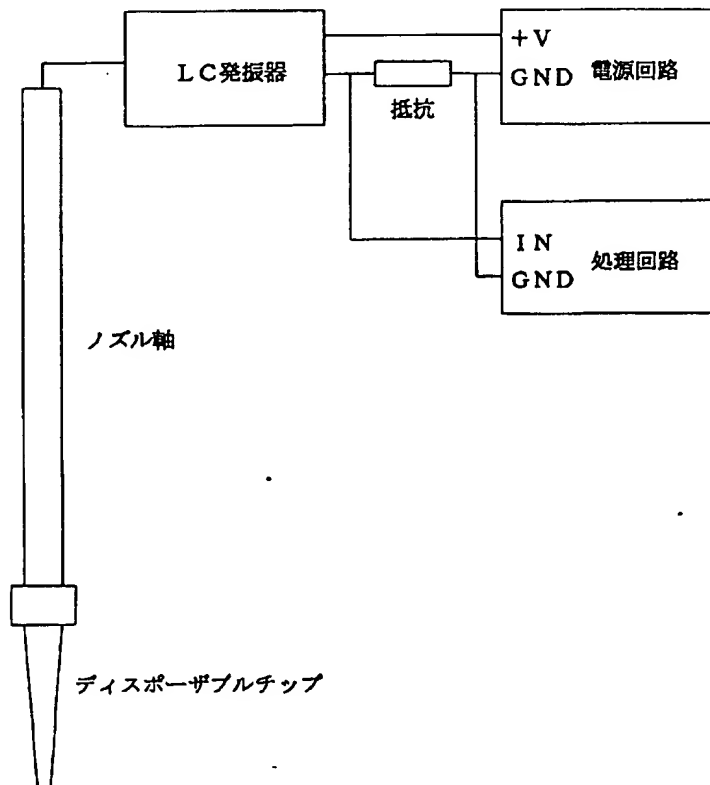 LC発振器
+V
GND 電源回路
抵抗
IN
処理回路
GND
ノズル軸
ディスポーザブルチップ